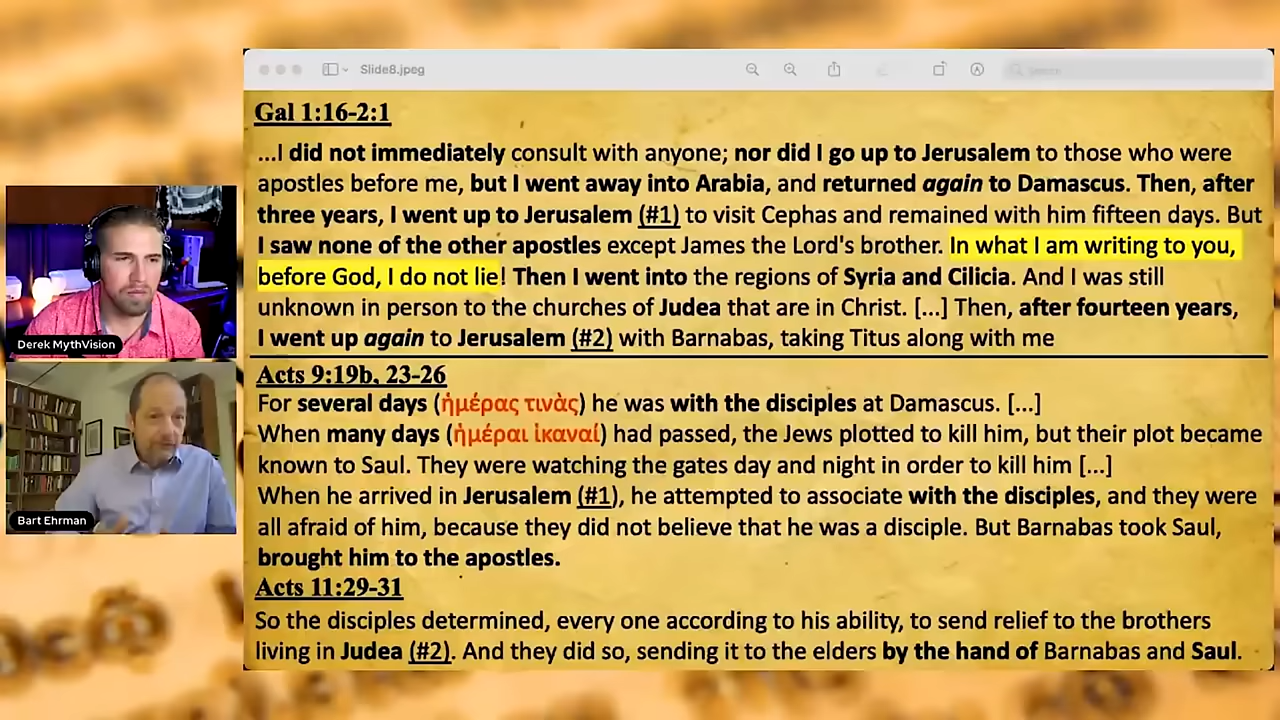 Slide8.jpeg
Search
Gal 1:16-2:1
...I did not immediately consult with anyone; nor did I go up to Jerusalem to those who were
apostles before me, but I went away into Arabia, and returned again to Damascus. Then, after
three years, I went up to Jerusalem (#1) to visit Cephas and remained with him fifteen days. But
I saw none of the other apostles except James the Lord's brother. In what I am writing to you,
before God, I do not lie! Then I went into the regions of Syria and Cilicia. And I was still
unknown in person to the churches of Judea that are in Christ. [...] Then, after fourteen years,
I went up again to Jerusalem (#2) with Barnabas, taking Titus along with me
Acts 9:19b, 23-26
For several days (ἡμέρας τινὰς) he was with the disciples at Damascus. [...]
When many days (ἡμέραι ἱκαναί) had passed, the Jews plotted to kill him, but their plot became
known to Saul. They were watching the gates day and night in order to kill him [...]
When he arrived in Jerusalem (#1), he attempted to associate with the disciples, and they were
all afraid of him, because they did not believe that he was a disciple. But Barnabas took Saul,
brought him to the apostles.
Acts 11:29-31
So the disciples determined, every one according to his ability, to send relief to the brothers
living in Judea (#2). And they did so, sending it to the elders by the hand of Barnabas and Saul.
Derek MythVision
Bart Ehrman